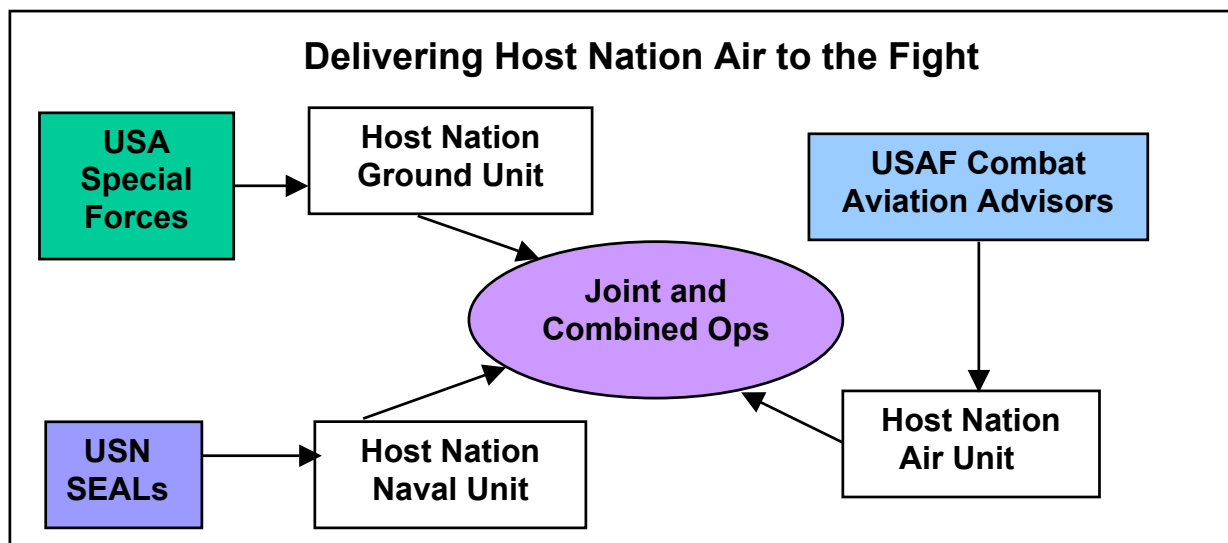 Delivering Host Nation Air to the Fight
USA
Special
Forces
Host Nation
Ground Unit
USAF Combat
Aviation Advisors
Joint and
Combined Ops
USN
SEALs
Host Nation
Naval Unit
Host Nation
Air Unit